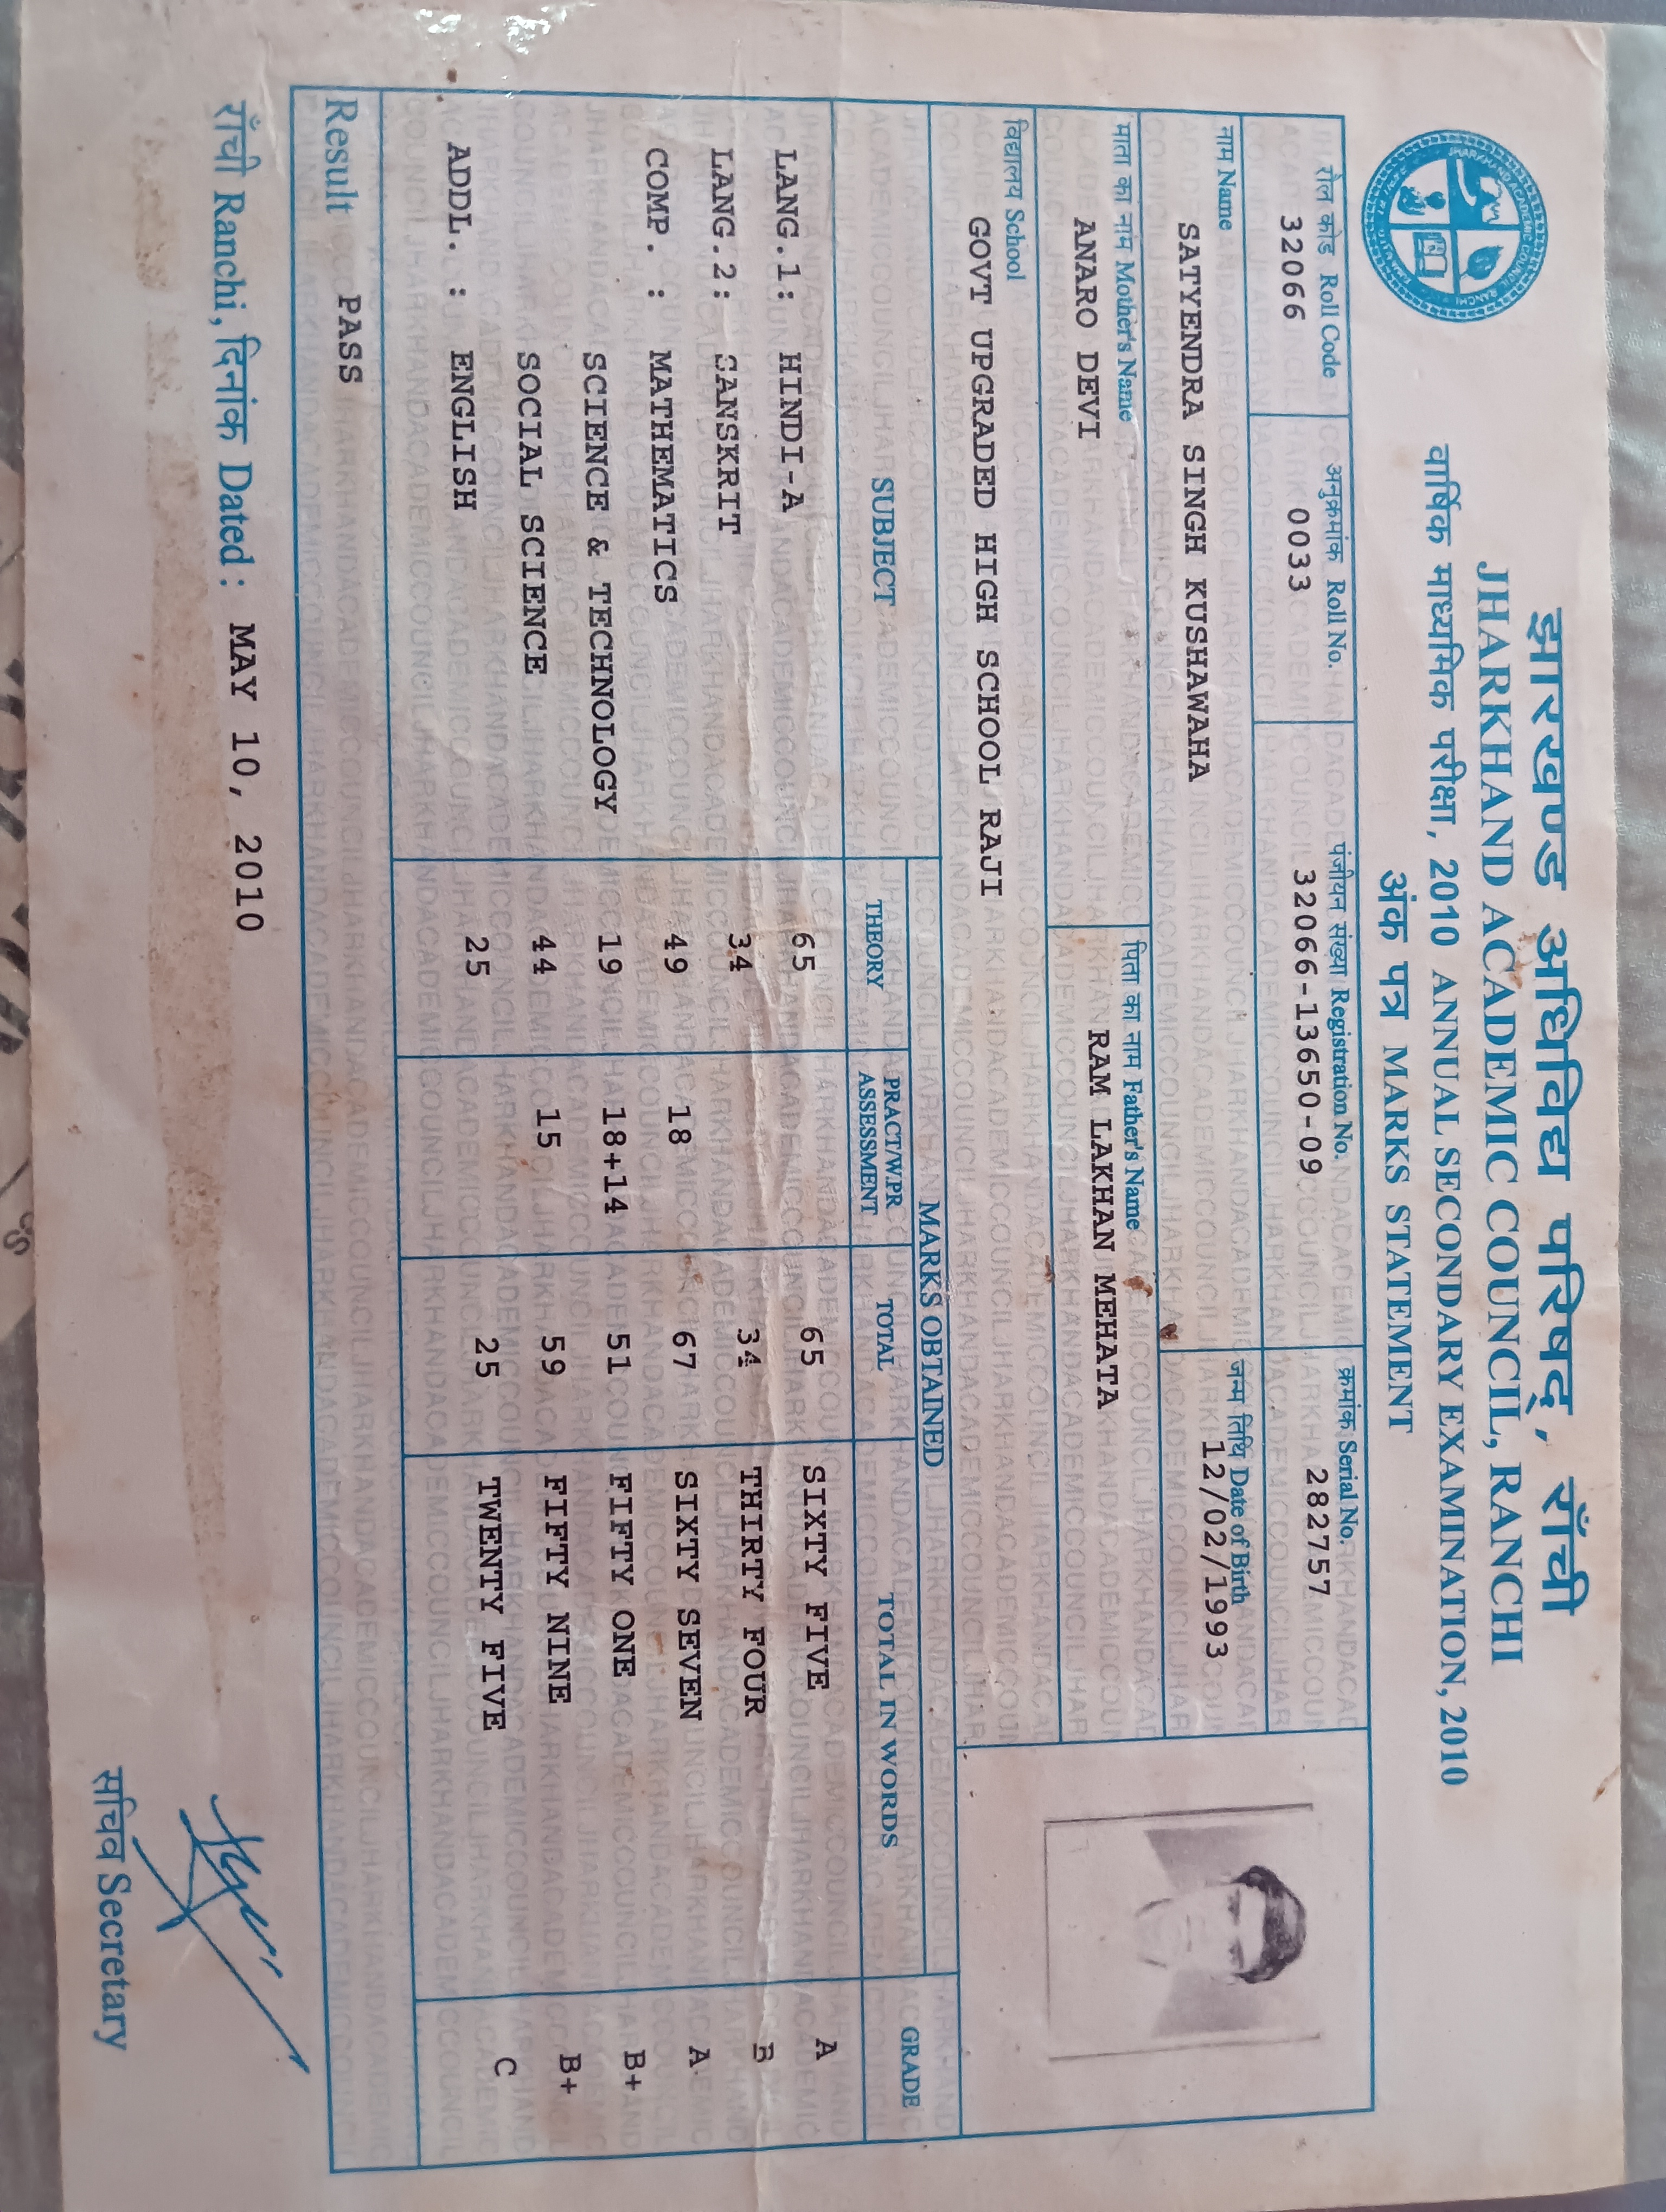 झारखण्ड अधिविद्य परिषद्, राँची
JHARKHAND ACADEMIC COUNCIL, RANCHI
वार्षिक माध्यमिक परीक्षा, 2010 ANNUAL SECONDARY EXAMINATION, 2010
अंक पत्र MARKS STATEMENT
रौल कोड Roll Code अनुक्रमांक Roll No. पंजीयन संख्या Registration No. क्रमांक Serial No.
32066 0033 32066-13650-09 282757
नाम Name जन्म तिथि Date of Birth
SATYENDRA SINGH KUSHAWAHA 12/02/1993
माता का नाम Mother's Name पिता का नाम Father's Name
ANARO DEVI RAM LAKHAN MEHATA
विद्यालय School
GOVT UPGRADED HIGH SCHOOL RAJI
MARKS OBTAINED
SUBJECT THEORY PRACT/W.PR ASSESSMENT TOTAL TOTAL IN WORDS GRADE
LANG.1: HINDI-A 65 65 SIXTY FIVE A
LANG.2: SANSKRIT 34 34 THIRTY FOUR B
COMP. : MATHEMATICS 49 18 67 SIXTY SEVEN A
SCIENCE & TECHNOLOGY 19 18+14 51 FIFTY ONE B+
SOCIAL SCIENCE 44 15 59 FIFTY NINE B+
ADDL. : ENGLISH 25 25 TWENTY FIVE C
Result PASS
राँची Ranchi, दिनांक Dated : MAY 10, 2010
सचिव Secretary